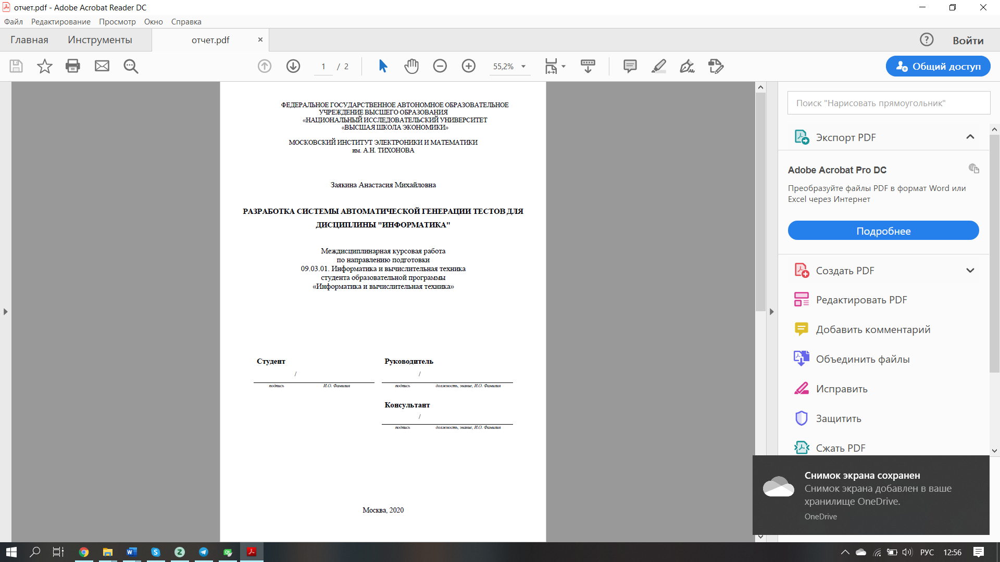 отчет.pdf - Adobe Acrobat Reader DC
Файл Редактирование Просмотр Окно Справка
Главная Инструменты отчет.pdf Войти
1 / 2 55,2% Общий доступ
ФЕДЕРАЛЬНОЕ ГОСУДАРСТВЕННОЕ АВТОНОМНОЕ ОБРАЗОВАТЕЛЬНОЕ
УЧРЕЖДЕНИЕ ВЫСШЕГО ОБРАЗОВАНИЯ
«НАЦИОНАЛЬНЫЙ ИССЛЕДОВАТЕЛЬСКИЙ УНИВЕРСИТЕТ
«ВЫСШАЯ ШКОЛА ЭКОНОМИКИ»
МОСКОВСКИЙ ИНСТИТУТ ЭЛЕКТРОНИКИ И МАТЕМАТИКИ
им. А.Н. ТИХОНОВА
Заякина Анастасия Михайловна
РАЗРАБОТКА СИСТЕМЫ АВТОМАТИЧЕСКОЙ ГЕНЕРАЦИИ ТЕСТОВ ДЛЯ
ДИСЦИПЛИНЫ "ИНФОРМАТИКА"
Междисциплинарная курсовая работа
по направлению подготовки
09.03.01. Информатика и вычислительная техника
студента образовательной программы
«Информатика и вычислительная техника»
Студент
/
подпись И.О. Фамилия
Руководитель
/
подпись должность, звание, И.О. Фамилия
Консультант
/
подпись должность, звание, И.О. Фамилия
Москва, 2020
Поиск "Нарисовать прямоугольник"
Экспорт PDF
Adobe Acrobat Pro DC
Преобразуйте файлы PDF в формат Word или
Excel через Интернет
Подробнее
Создать PDF
Редактировать PDF
Добавить комментарий
Объединить файлы
Исправить
Защитить
Сжать PDF
Снимок экрана сохранен
Снимок экрана добавлен в ваше
хранилище OneDrive.
OneDrive
РУС 12:56